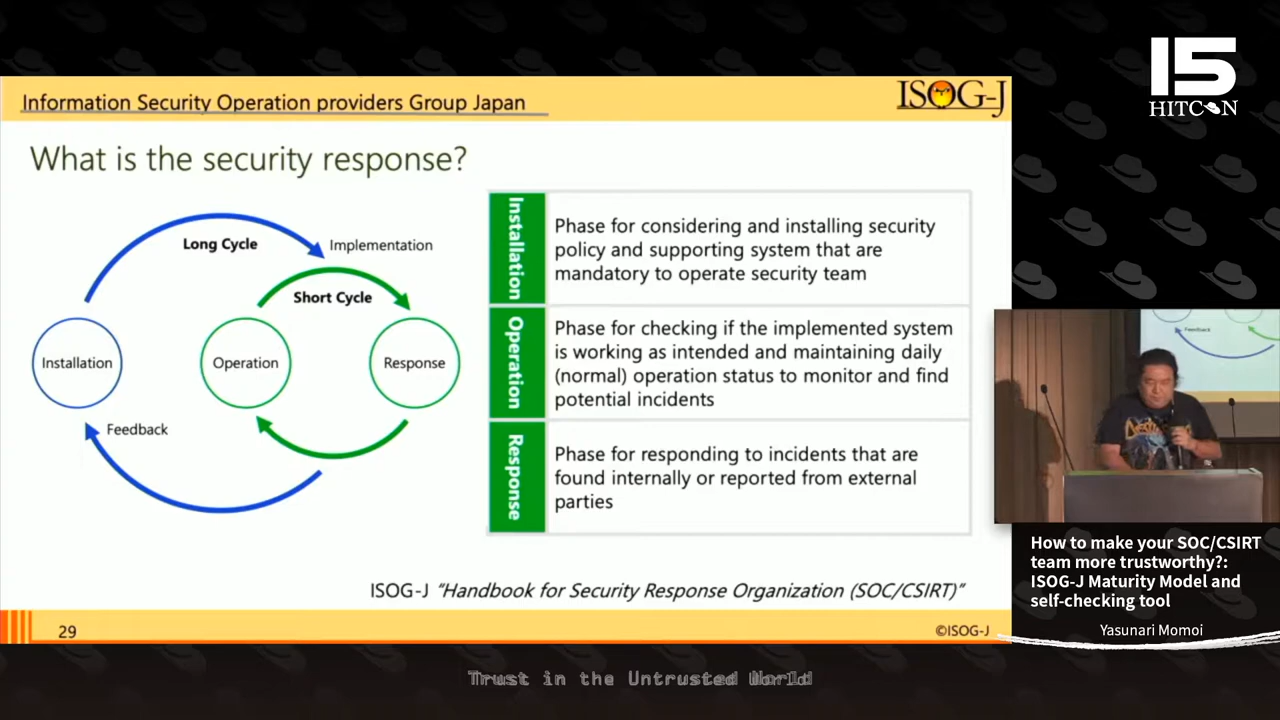 Information Security Operation providers Group Japan
ISOG-J
15
HITCON
What is the security response?
Long Cycle
Implementation
Short Cycle
Installation
Operation
Response
Feedback
Installation
Phase for considering and installing security
policy and supporting system that are
mandatory to operate security team
Operation
Phase for checking if the implemented system
is working as intended and maintaining daily
(normal) operation status to monitor and find
potential incidents
Response
Phase for responding to incidents that are
found internally or reported from external
parties
ISOG-J "Handbook for Security Response Organization (SOC/CSIRT)"
29
©ISOG-J
Feedback
How to make your SOC/CSIRT
team more trustworthy?:
ISOG-J Maturity Model and
self-checking tool
Yasunari Momoi
Trust in the Untrusted World